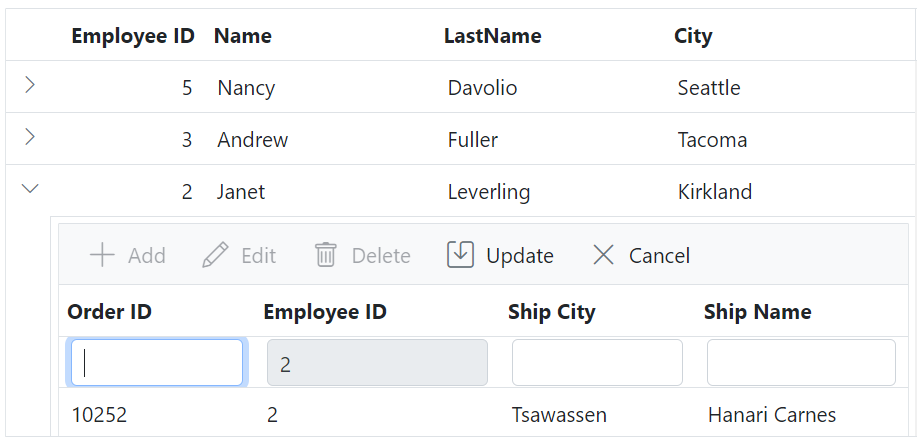 Employee ID Name LastName City
5 Nancy Davolio Seattle
3 Andrew Fuller Tacoma
2 Janet Leverling Kirkland
Add Edit Delete Update Cancel
Order ID Employee ID Ship City Ship Name
2
10252 2 Tsawassen Hanari Carnes